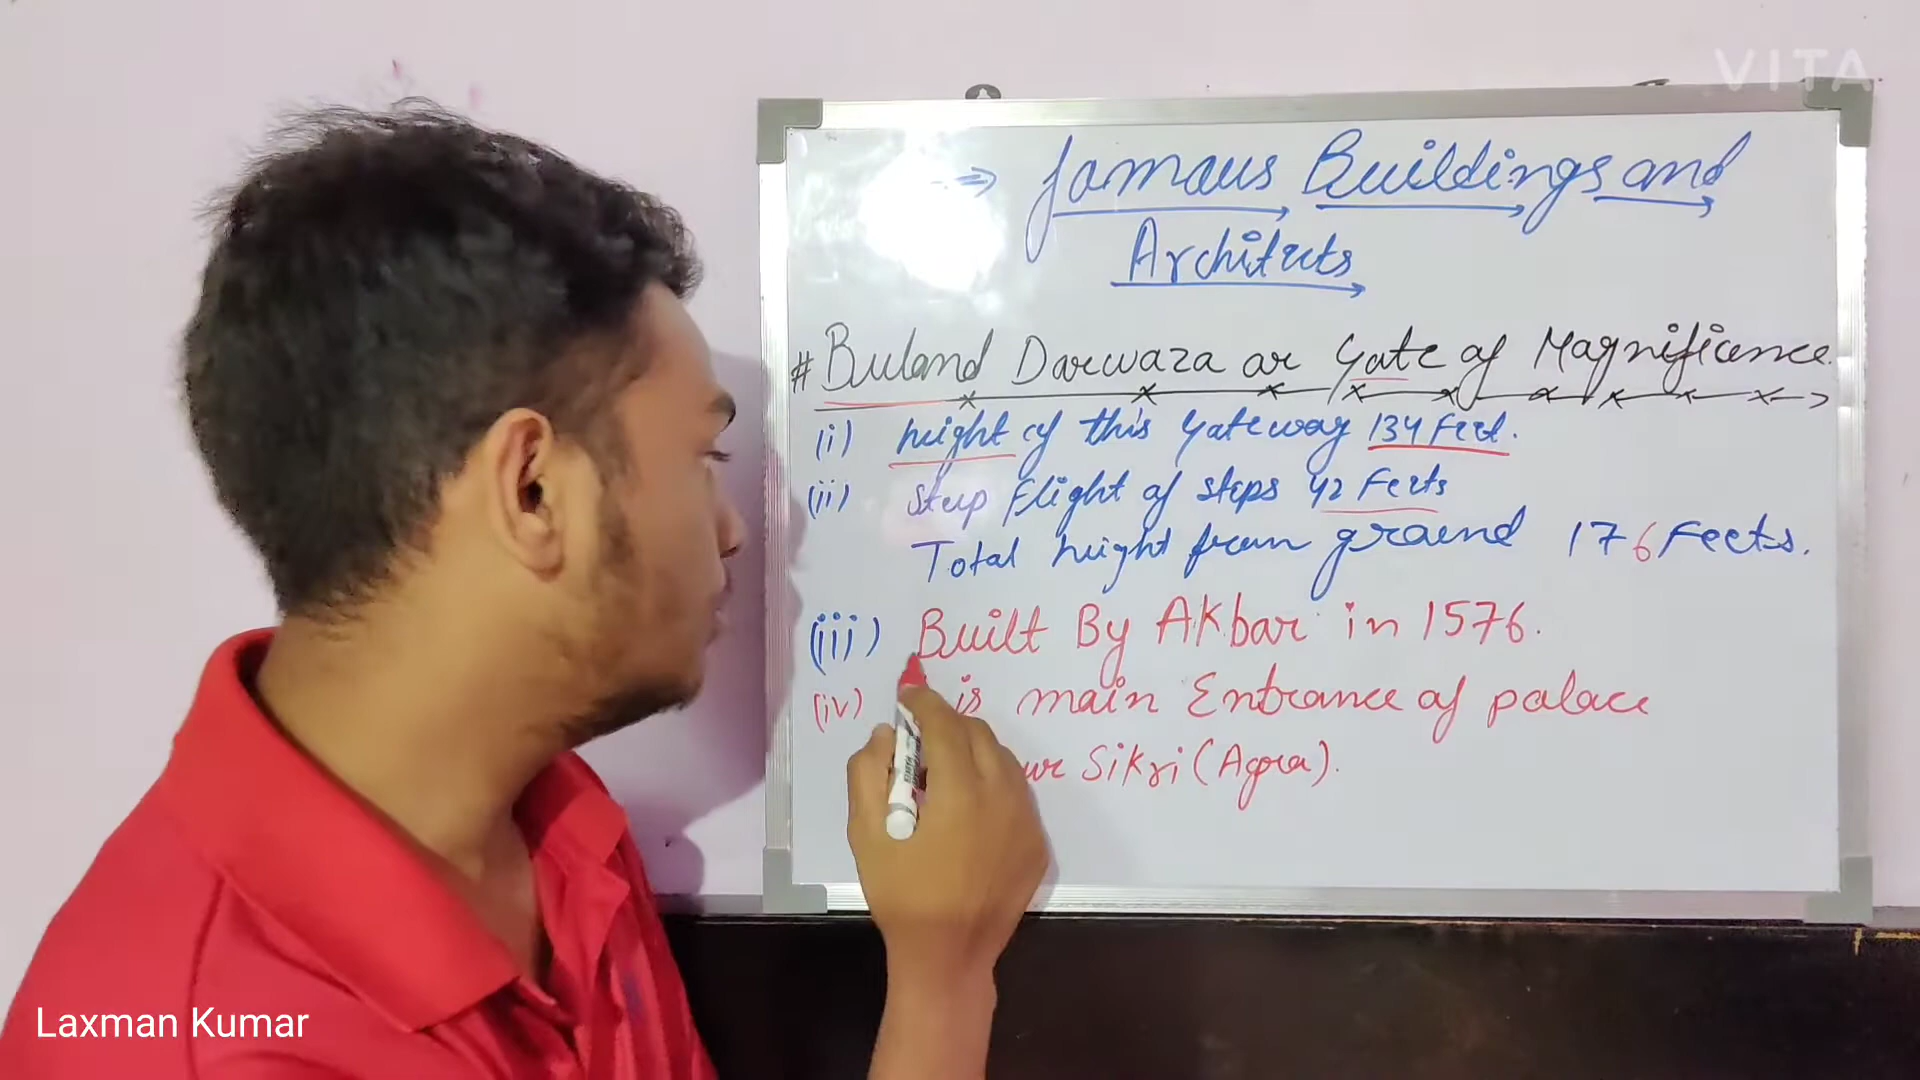 VITA
⇒ famous Buildings and
Architects
# Buland Darwaza or Gate of Magnificence
(i) height of this gateway 134 Feet.
(ii) steep flight of steps 42 Feets
Total height from ground 176 Feets.
(iii) Built By Akbar in 1576.
(iv) is main Entrance of palace
Sikri (Agra).
Laxman Kumar